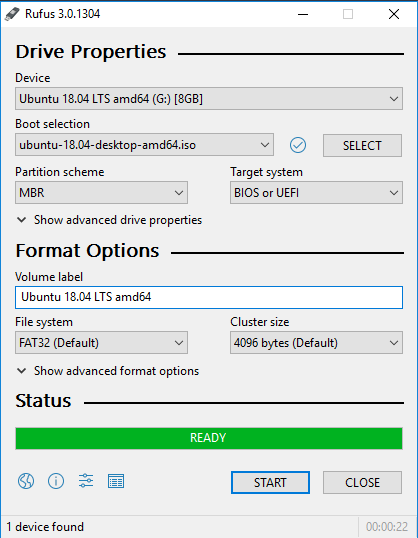 Rufus 3.0.1304
Drive Properties
Device
Ubuntu 18.04 LTS amd64 (G:) [8GB]
Boot selection
ubuntu-18.04-desktop-amd64.iso
SELECT
Partition scheme
Target system
MBR
BIOS or UEFI
Show advanced drive properties
Format Options
Volume label
Ubuntu 18.04 LTS amd64
File system
Cluster size
FAT32 (Default)
4096 bytes (Default)
Show advanced format options
Status
READY
START
CLOSE
1 device found
00:00:22